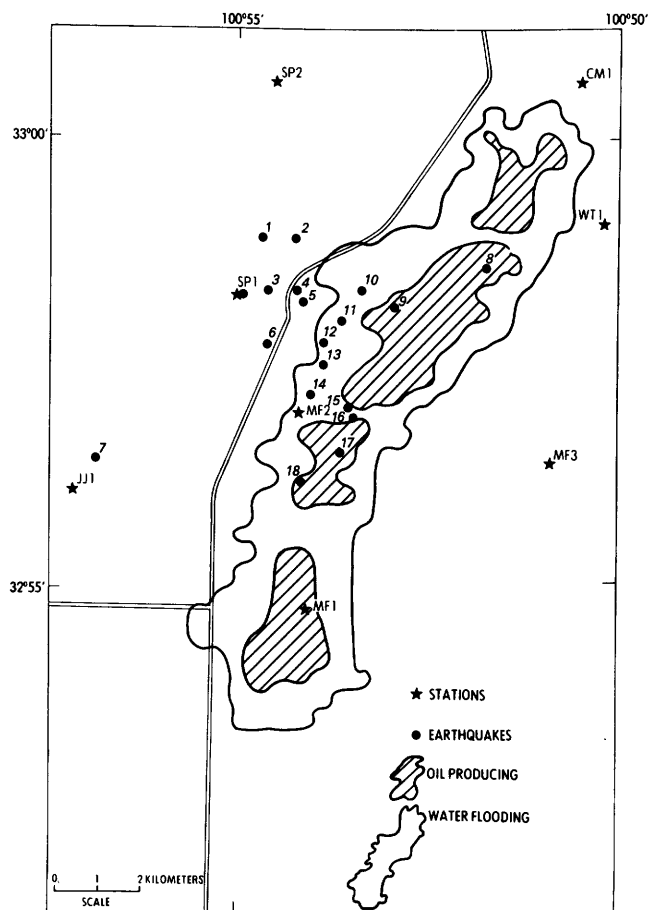 100°55'
100°50'
SP2
CM1
33°00'
WT1
1
2
8
SP1
3
4
10
5
9
11
6
12
13
14
15
MF2
16
7
17
MF3
18
JJ1
32°55'
MF1
STATIONS
EARTHQUAKES
OIL PRODUCING
WATER FLOODING
0. 1 2 KILOMETERS
SCALE